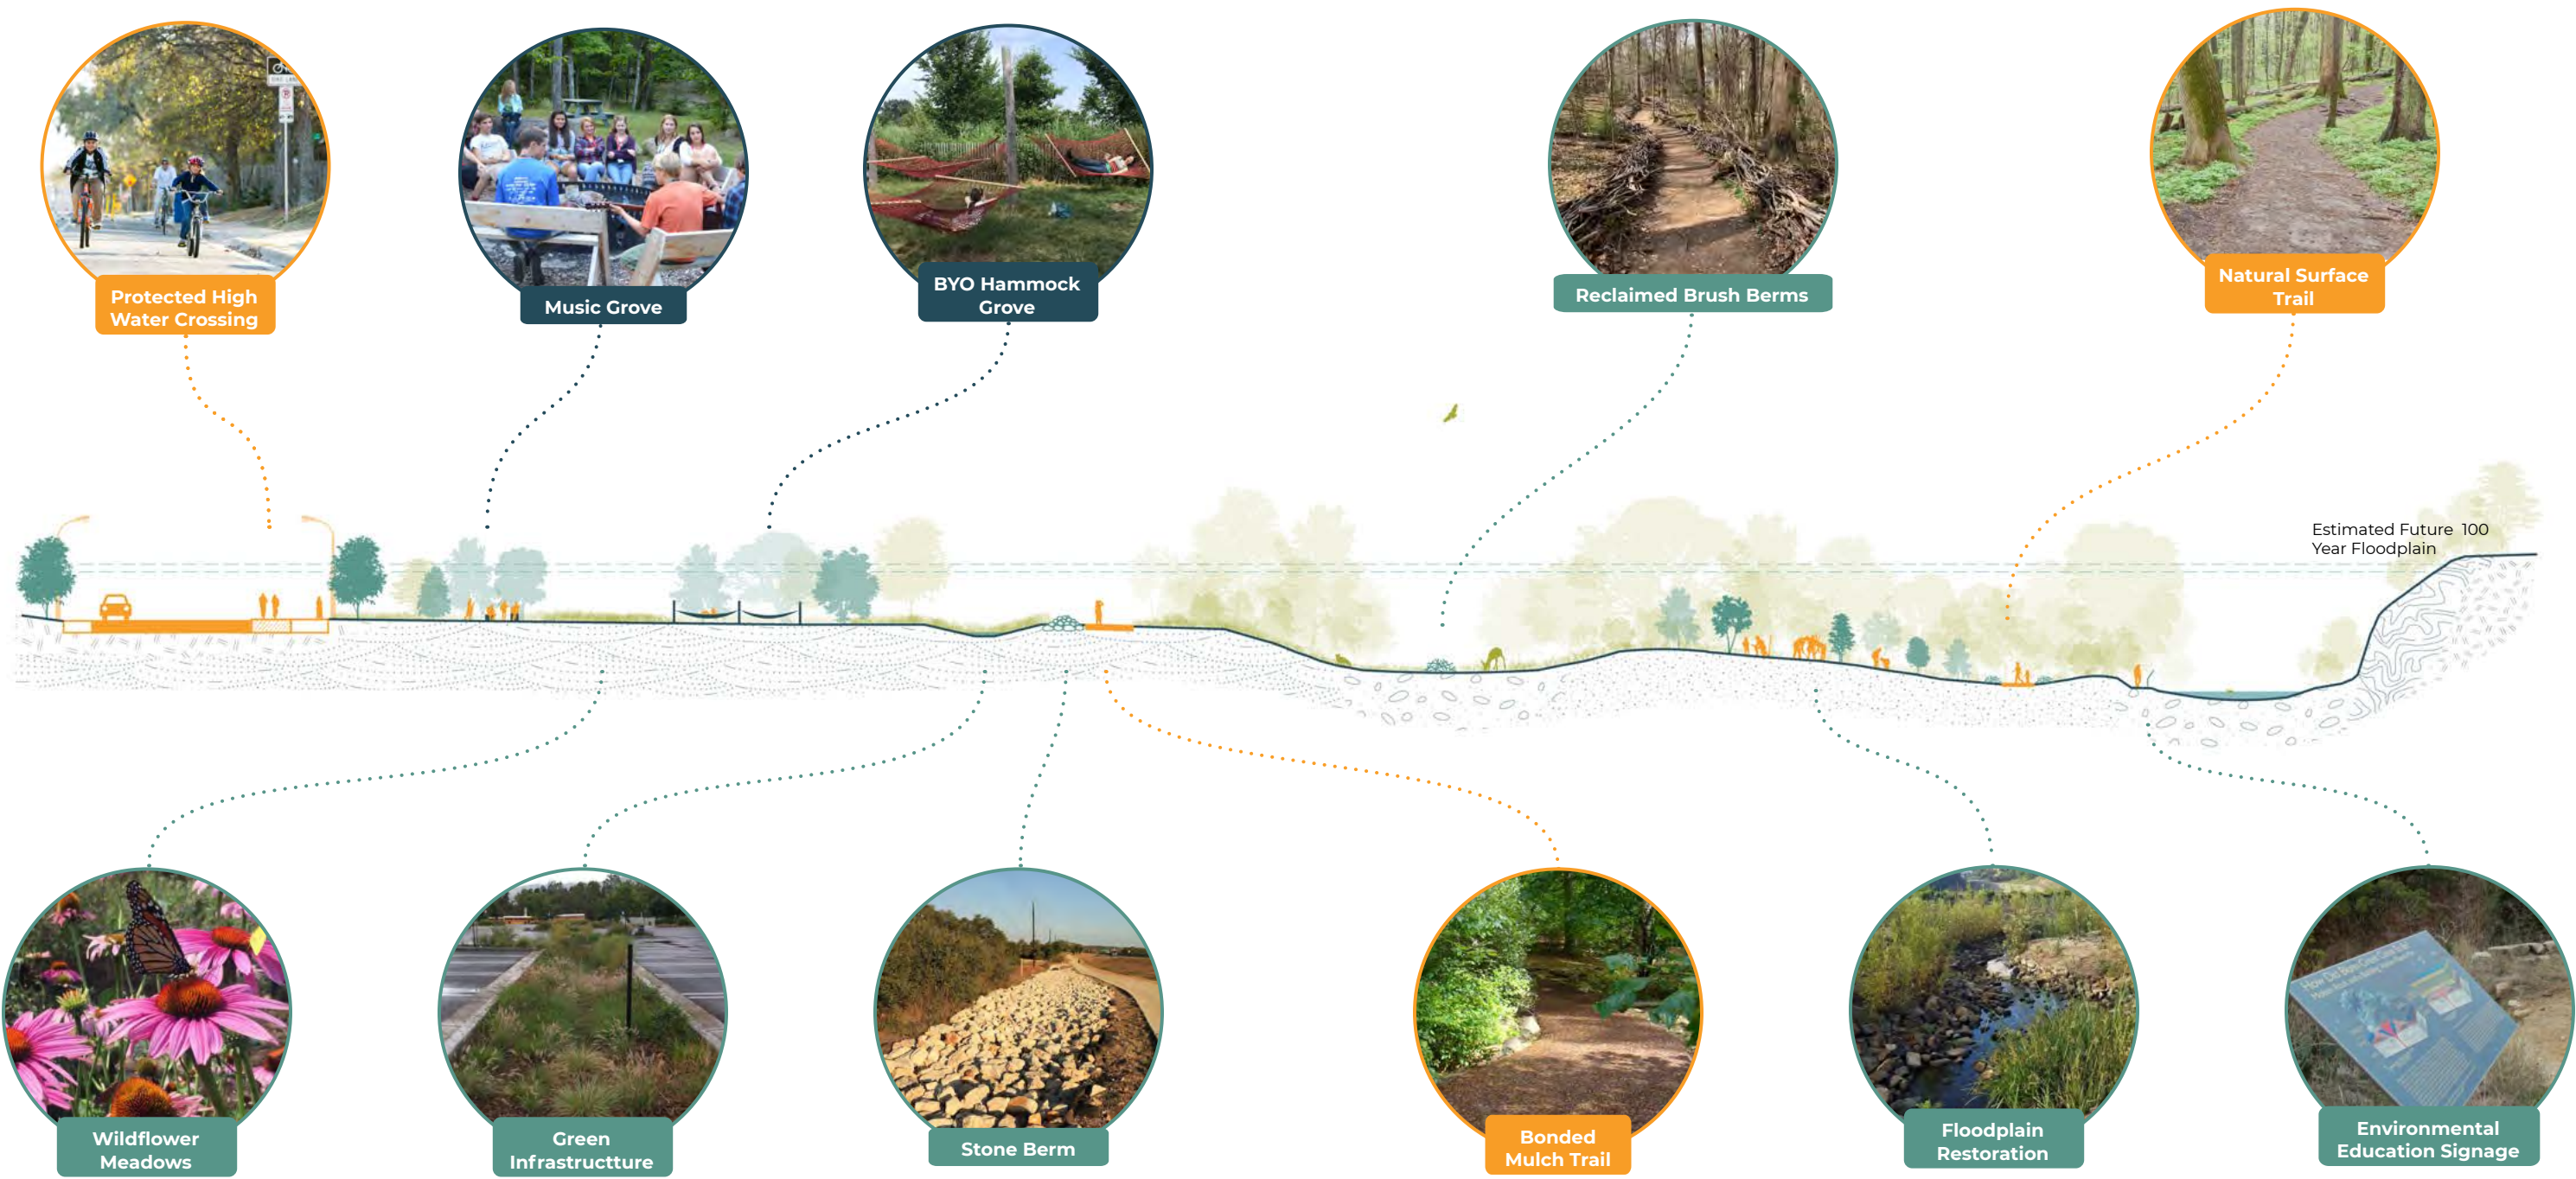 Protected High
Water Crossing
Music Grove
BYO Hammock
Grove
Reclaimed Brush Berms
Natural Surface
Trail
Estimated Future 100
Year Floodplain
Wildflower
Meadows
Green
Infrastructture
Stone Berm
Bonded
Mulch Trail
Floodplain
Restoration
Environmental
Education Signage